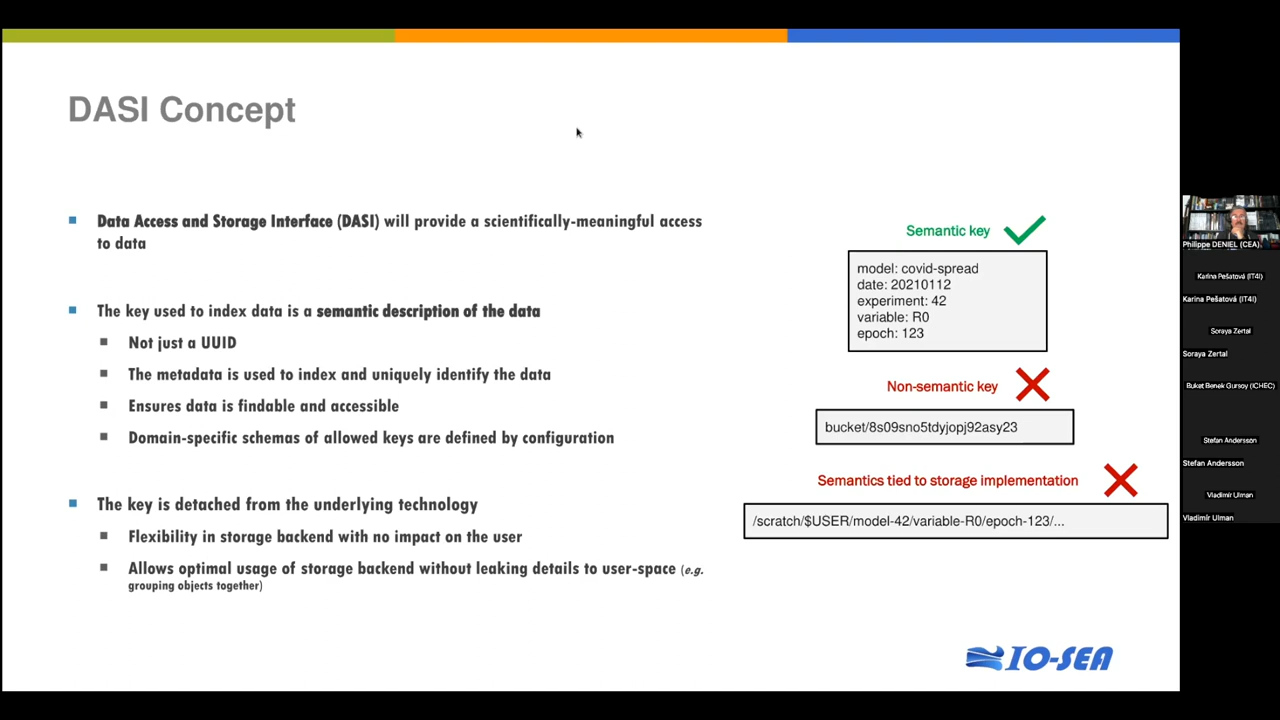 DASI Concept
Data Access and Storage Interface (DASI) will provide a scientifically-meaningful access
to data
The key used to index data is a semantic description of the data
Not just a UUID
The metadata is used to index and uniquely identify the data
Ensures data is findable and accessible
Domain-specific schemas of allowed keys are defined by configuration
The key is detached from the underlying technology
Flexibility in storage backend with no impact on the user
Allows optimal usage of storage backend without leaking details to user-space (e.g.
grouping objects together)
Semantic key
model: covid-spread
date: 20210112
experiment: 42
variable: R0
epoch: 123
Non-semantic key
bucket/8s09sno5tdyjopj92asy23
Semantics tied to storage implementation
/scratch/$USER/model-42/variable-R0/epoch-123/...
IO-SEA
Philippe DENIEL (CEA)
Karina Pešatová (IT4I)
Karina Pešatová (IT4I)
Soraya Zertal
Soraya Zertal
Buket Benek Gursoy (ICHEC)
Stefan Andersson
Stefan Andersson
Vladimír Ulman
Vladimír Ulman